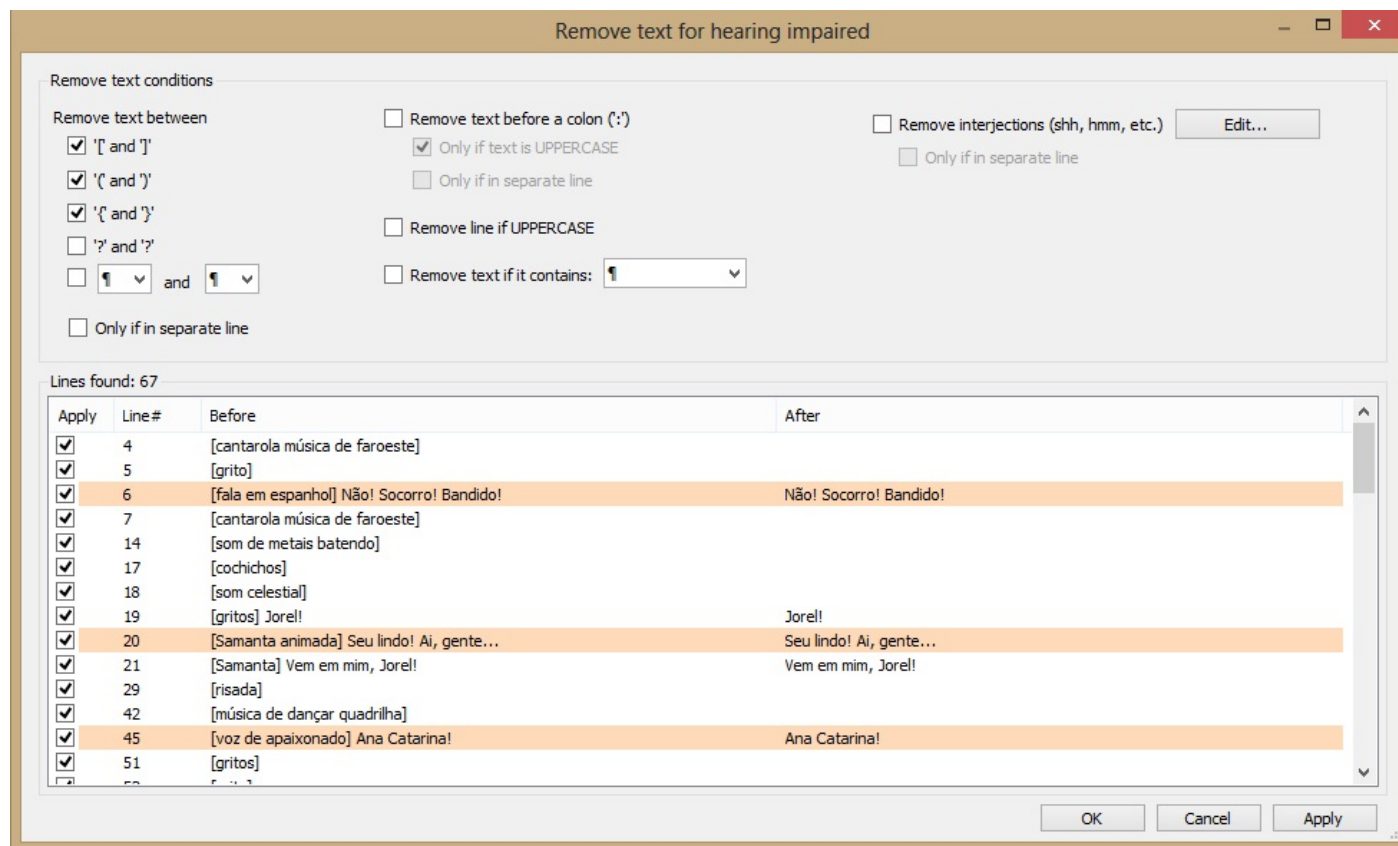 Remove text for hearing impaired
Remove text conditions
Remove text between
'[' and ']'
'(' and ')'
'{' and '}'
'?' and '?'
¶ and ¶
Only if in separate line
Remove text before a colon (':')
Only if text is UPPERCASE
Only if in separate line
Remove line if UPPERCASE
Remove text if it contains: ¶
Remove interjections (shh, hmm, etc.) Edit...
Only if in separate line
Lines found: 67
Apply Line# Before After
4 [cantarola música de faroeste]
5 [grito]
6 [fala em espanhol] Não! Socorro! Bandido! Não! Socorro! Bandido!
7 [cantarola música de faroeste]
14 [som de metais batendo]
17 [cochichos]
18 [som celestial]
19 [gritos] Jorel! Jorel!
20 [Samanta animada] Seu lindo! Ai, gente... Seu lindo! Ai, gente...
21 [Samanta] Vem em mim, Jorel! Vem em mim, Jorel!
29 [risada]
42 [música de dançar quadrilha]
45 [voz de apaixonado] Ana Catarina! Ana Catarina!
51 [gritos]
OK Cancel Apply